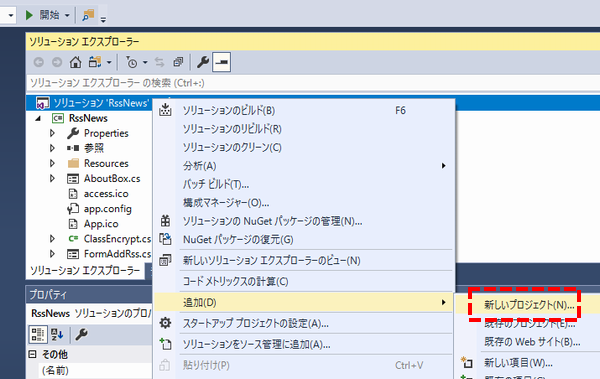 開始
ソリューション エクスプローラー
ソリューション エクスプローラー の検索 (Ctrl+:)
ソリューション 'RssNews'
RssNews
Properties
参照
Resources
AboutBox.cs
access.ico
app.config
App.ico
ClassEncrypt.cs
FormAddRss.cs
ソリューション エクスプローラー
プロパティ
RssNews ソリューションのプロパ
その他
(名前)
ソリューションのビルド(B) F6
ソリューションのリビルド(R)
ソリューションのクリーン(C)
分析(A)
バッチ ビルド(T)...
構成マネージャー(O)...
ソリューションの NuGet パッケージの管理(N)...
NuGet パッケージの復元(G)
新しいソリューション エクスプローラーのビュー(N)
コード メトリックスの計算(C)
追加(D)
スタートアップ プロジェクトの設定(A)...
ソリューションをソース管理に追加(A)...
貼り付け(P) Ctrl+V
新しいプロジェクト(N)...
既存のプロジェクト(E)...
既存の Web サイト(B)...
新しい項目(W)...